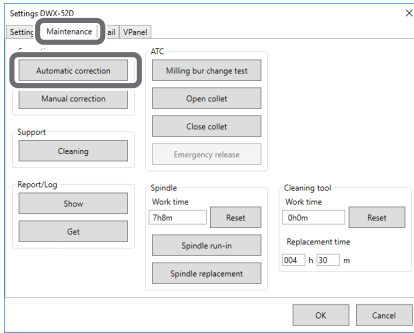 Settings DWX-52D
Maintenance
ail
VPanel
Automatic correction
Manual correction
Support
Cleaning
Report/Log
Show
Get
ATC
Milling bur change test
Open collet
Close collet
Emergency release
Spindle
Work time
7h8m
Reset
Spindle run-in
Spindle replacement
Cleaning tool
Work time
0h0m
Reset
Replacement time
004 h 30 m
OK
Cancel